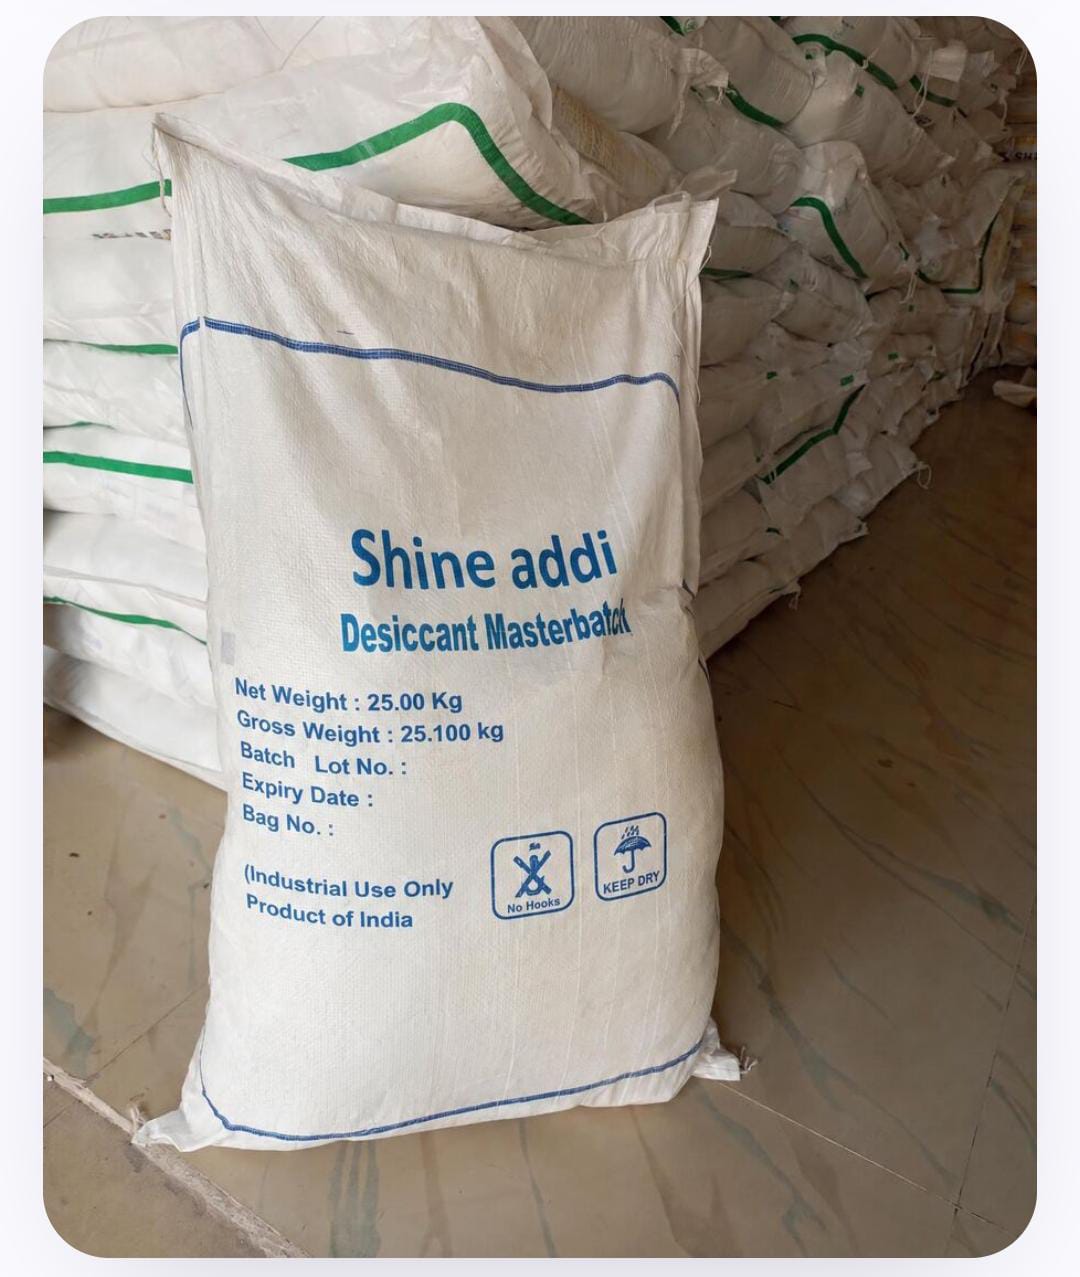 Shine addi
Desiccant Masterbatch
Net Weight : 25.00 Kg
Gross Weight : 25.100 kg
Batch Lot No. :
Expiry Date :
Bag No. :
(Industrial Use Only
Product of India
No Hooks
KEEP DRY